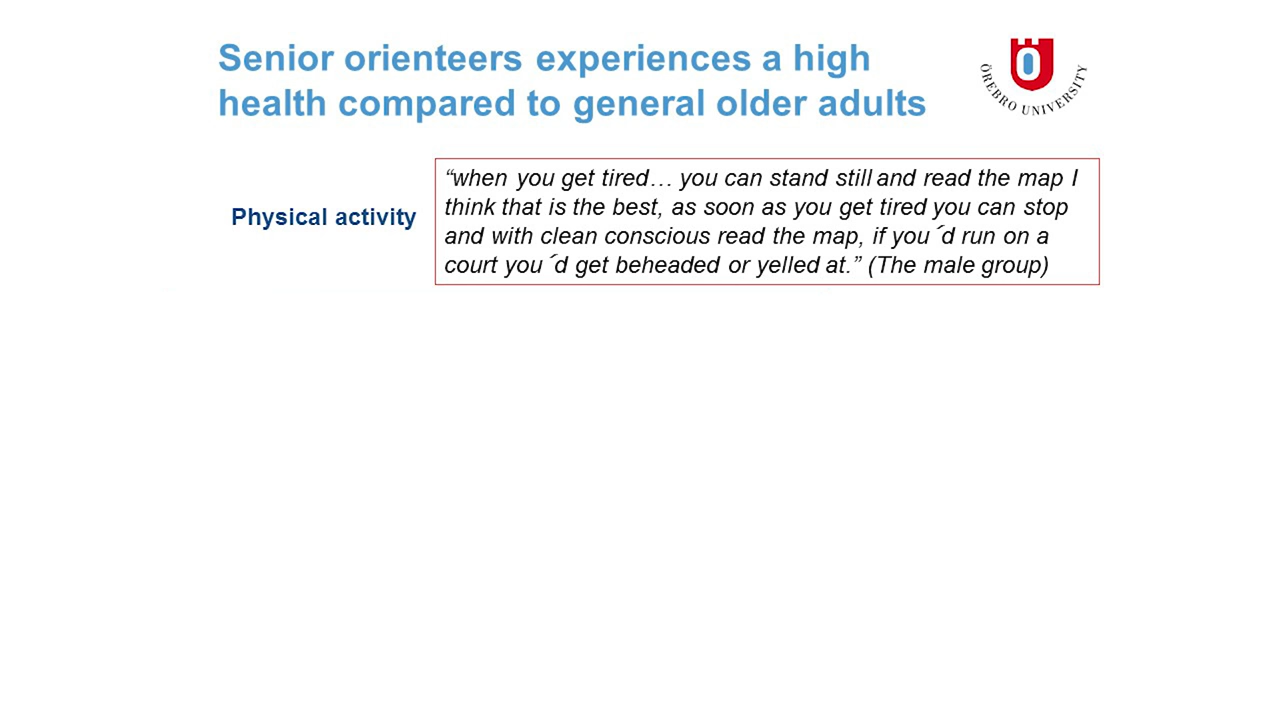 Senior orienteers experiences a high
health compared to general older adults
Ö
ÖREBRO UNIVERSITY
Physical activity
“when you get tired… you can stand still and read the map I
think that is the best, as soon as you get tired you can stop
and with clean conscious read the map, if you´d run on a
court you´d get beheaded or yelled at.” (The male group)